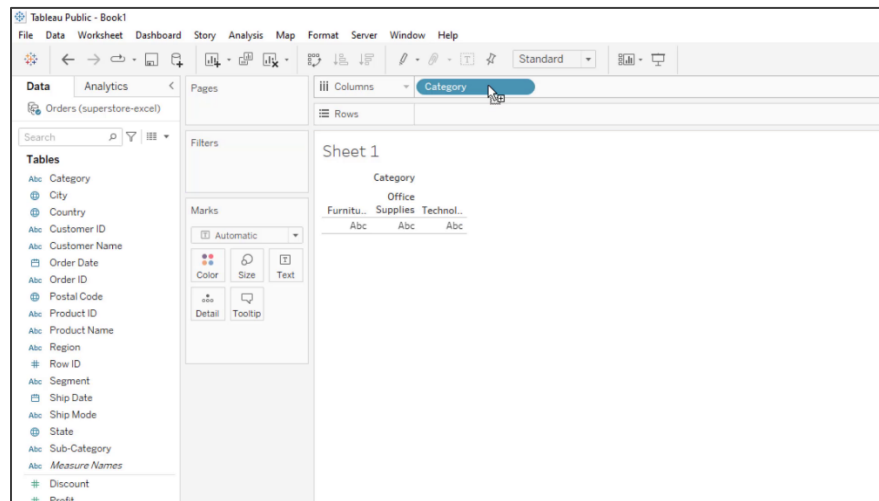 Tableau Public - Book1
File Data Worksheet Dashboard Story Analysis Map Format Server Window Help
Standard
Data Analytics
Orders (superstore-excel)
Search
Tables
Abc Category
City
Country
Abc Customer ID
Abc Customer Name
Order Date
Abc Order ID
Postal Code
Abc Product ID
Abc Product Name
Abc Region
# Row ID
Abc Segment
Ship Date
Abc Ship Mode
State
Abc Sub-Category
Abc Measure Names
# Discount
# Profit
Pages
Filters
Marks
T Automatic
T
Color Size Text
Detail Tooltip
Columns Category
Rows
Sheet 1
Category
Office
Furnitu.. Supplies Technol..
Abc Abc Abc